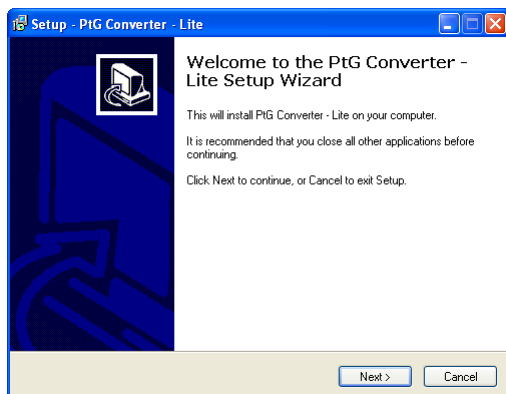 Setup - PtG Converter - Lite
Welcome to the PtG Converter -
Lite Setup Wizard
This will install PtG Converter - Lite on your computer.
It is recommended that you close all other applications before
continuing.
Click Next to continue, or Cancel to exit Setup.
Next >
Cancel